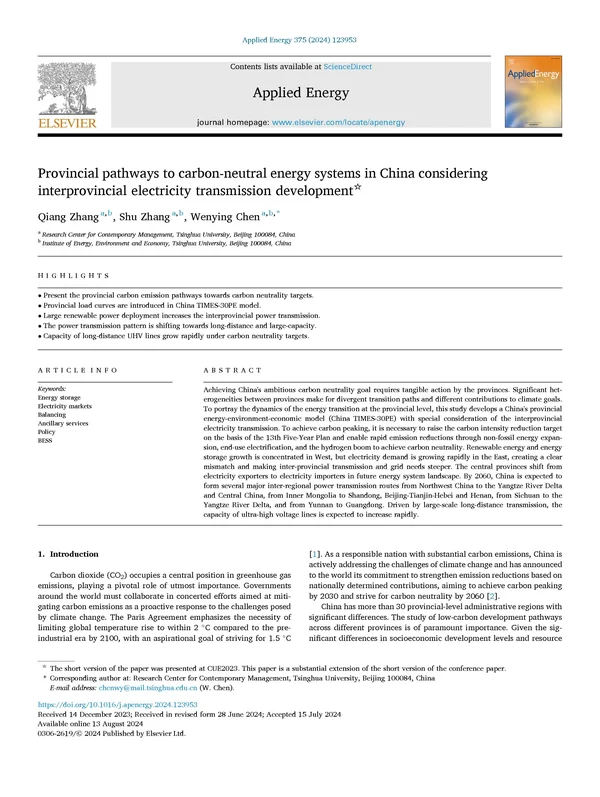 Applied Energy 375 (2024) 123953
Contents lists available at ScienceDirect
Applied Energy
journal homepage: www.elsevier.com/locate/apenergy
ELSEVIER
AppliedEnergy
Provincial pathways to carbon-neutral energy systems in China considering
interprovincial electricity transmission development☆
Qiang Zhang a,b, Shu Zhang a,b, Wenying Chen a,b,*
a Research Center for Contemporary Management, Tsinghua University, Beijing 100084, China
b Institute of Energy, Environment and Economy, Tsinghua University, Beijing 100084, China
HIGHLIGHTS
• Present the provincial carbon emission pathways towards carbon neutrality targets.
• Provincial load curves are introduced in China TIMES-30PE model.
• Large renewable power deployment increases the interprovincial power transmission.
• The power transmission pattern is shifting towards long-distance and large-capacity.
• Capacity of long-distance UHV lines grow rapidly under carbon neutrality targets.
ARTICLE INFO
Keywords:
Energy storage
Electricity markets
Balancing
Ancillary services
Policy
BESS
ABSTRACT
Achieving China's ambitious carbon neutrality goal requires tangible action by the provinces. Significant het-
erogeneities between provinces make for divergent transition paths and different contributions to climate goals.
To portray the dynamics of the energy transition at the provincial level, this study develops a China's provincial
energy-environment-economic model (China TIMES-30PE) with special consideration of the interprovincial
electricity transmission. To achieve carbon peaking, it is necessary to raise the carbon intensity reduction target
on the basis of the 13th Five-Year Plan and enable rapid emission reductions through non-fossil energy expan-
sion, end-use electrification, and the hydrogen boom to achieve carbon neutrality. Renewable energy and energy
storage growth is concentrated in West, but electricity demand is growing rapidly in the East, creating a clear
mismatch and making inter-provincial transmission and grid needs steeper. The central provinces shift from
electricity exporters to electricity importers in future energy system landscape. By 2060, China is expected to
form several major inter-regional power transmission routes from Northwest China to the Yangtze River Delta
and Central China, from Inner Mongolia to Shandong, Beijing-Tianjin-Hebei and Henan, from Sichuan to the
Yangtze River Delta, and from Yunnan to Guangdong. Driven by large-scale long-distance transmission, the
capacity of ultra-high voltage lines is expected to increase rapidly.
1. Introduction
Carbon dioxide (CO2) occupies a central position in greenhouse gas
emissions, playing a pivotal role of utmost importance. Governments
around the world must collaborate in concerted efforts aimed at miti-
gating carbon emissions as a proactive response to the challenges posed
by climate change. The Paris Agreement emphasizes the necessity of
limiting global temperature rise to within 2 °C compared to the pre-
industrial era by 2100, with an aspirational goal of striving for 1.5 °C
[1]. As a responsible nation with substantial carbon emissions, China is
actively addressing the challenges of climate change and has announced
to the world its commitment to strengthen emission reductions based on
nationally determined contributions, aiming to achieve carbon peaking
by 2030 and strive for carbon neutrality by 2060 [2].
China has more than 30 provincial-level administrative regions with
significant differences. The study of low-carbon development pathways
across different provinces is of paramount importance. Given the sig-
nificant differences in socioeconomic development levels and resource
☆ The short version of the paper was presented at CUE2023. This paper is a substantial extension of the short version of the conference paper.
* Corresponding author at: Research Center for Contemporary Management, Tsinghua University, Beijing 100084, China
E-mail address: chenwy@mail.tsinghua.edu.cn (W. Chen).
https://doi.org/10.1016/j.apenergy.2024.123953
Received 14 December 2023; Received in revised form 28 June 2024; Accepted 15 July 2024
Available online 13 August 2024
0306-2619/© 2024 Published by Elsevier Ltd.